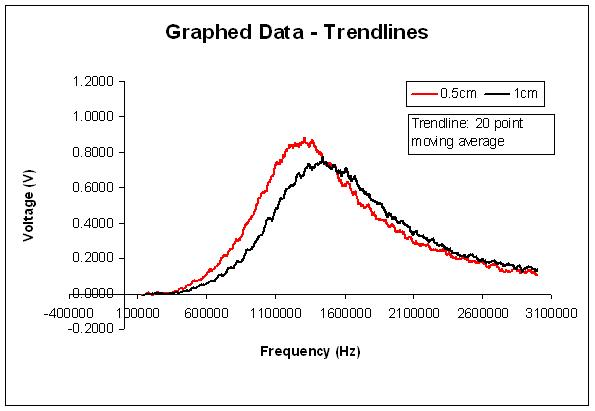 Graphed Data - Trendlines
1.2000
1.0000
0.8000
0.6000
0.4000
0.2000
0.0000
-0.2000
Voltage (V)
0.5cm 1cm
Trendline: 20 point
moving average
-400000 100000 600000 1100000 1600000 2100000 2600000 3100000
Frequency (Hz)